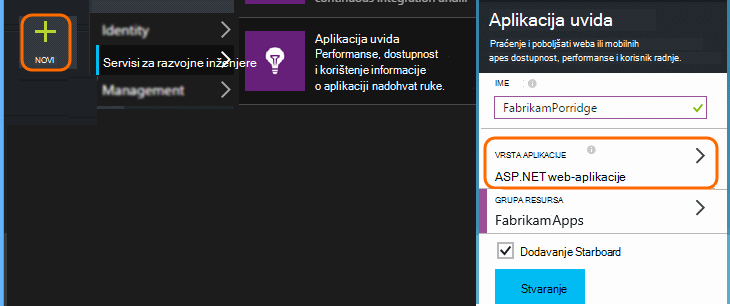 NOVI
Identity
Servisi za razvojne inženjere
Management
continuous integration and
Aplikacija uvida
Performanse, dostupnost
i korištenje informacije
o aplikaciji nadohvat ruke.
Aplikacija uvida
Praćenje i poboljšati weba ili mobilnih
apes dostupnost, performanse i korisnik radnje.
IME
FabrikamPorridge
VRSTA APLIKACIJE
ASP.NET web-aplikacije
GRUPA RESURSA
FabrikamApps
Dodavanje Starboard
Stvaranje